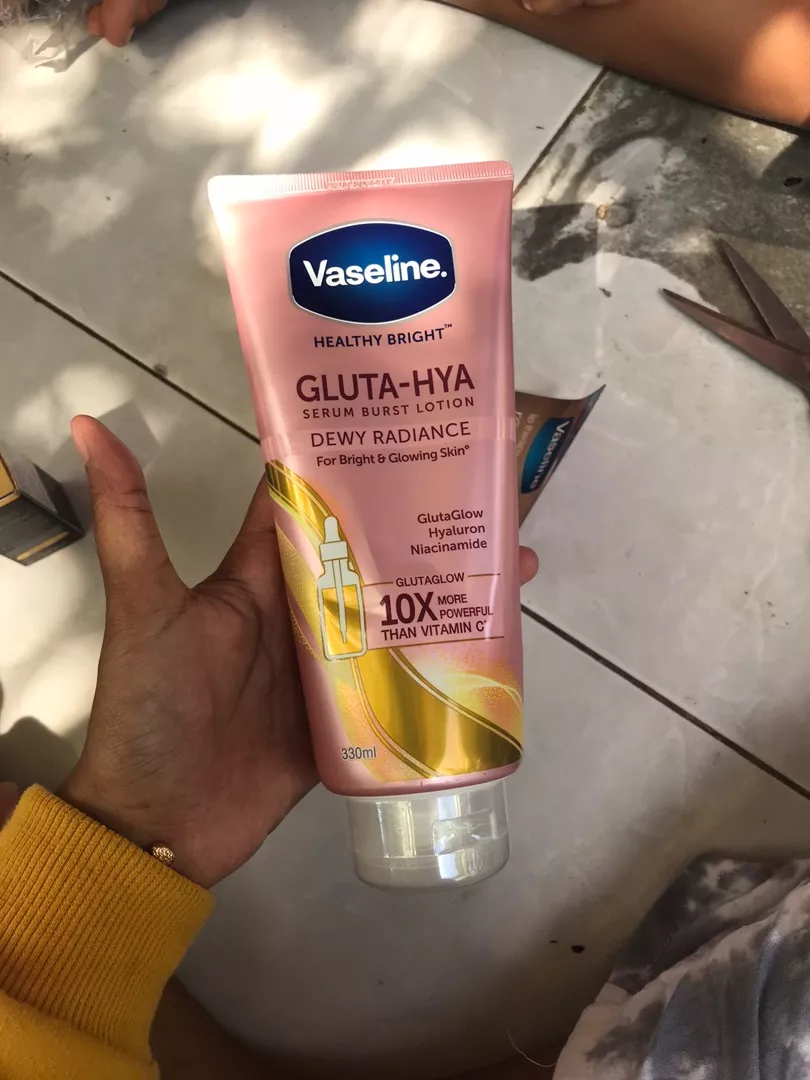 Vaseline.
HEALTHY BRIGHT™
GLUTA-HYA
SERUM BURST LOTION
DEWY RADIANCE
For Bright & Glowing Skin°
GlutaGlow
Hyaluron
Niacinamide
GLUTAGLOW
10X MORE
POWERFUL
THAN VITAMIN C*
330ml
Vaseline